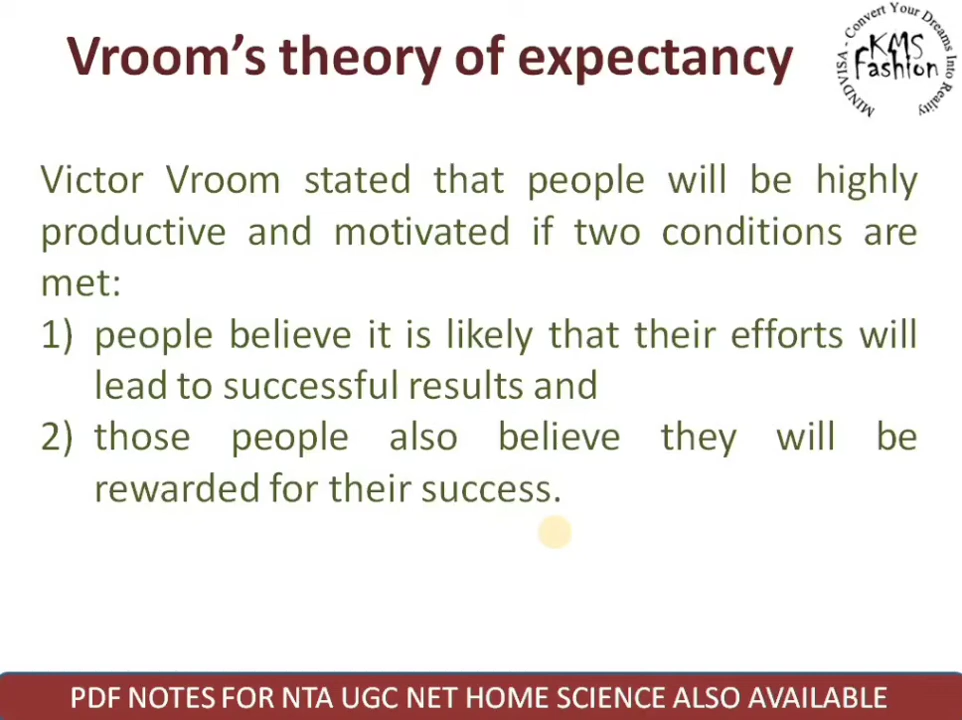 Vroom's theory of expectancy
MINDVISA - Convert Your Dreams Into Reality
KMS
Fashion
Victor Vroom stated that people will be highly
productive and motivated if two conditions are
met:
1) people believe it is likely that their efforts will
lead to successful results and
2) those people also believe they will be
rewarded for their success.
PDF NOTES FOR NTA UGC NET HOME SCIENCE ALSO AVAILABLE